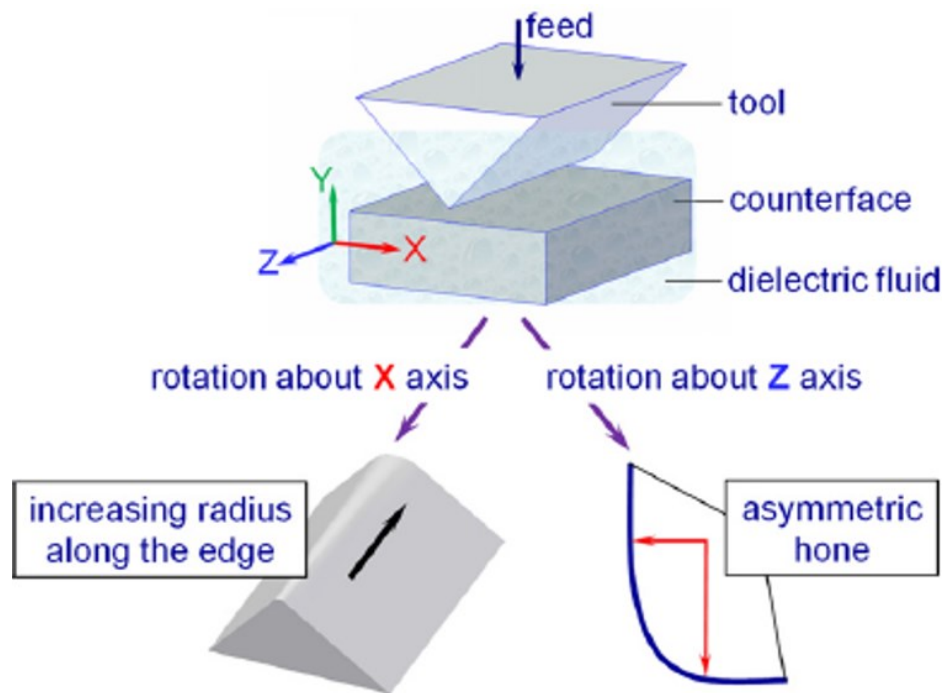 feed
tool
counterface
dielectric fluid
Y
Z
X
rotation about X axis
rotation about Z axis
increasing radius
along the edge
asymmetric
hone